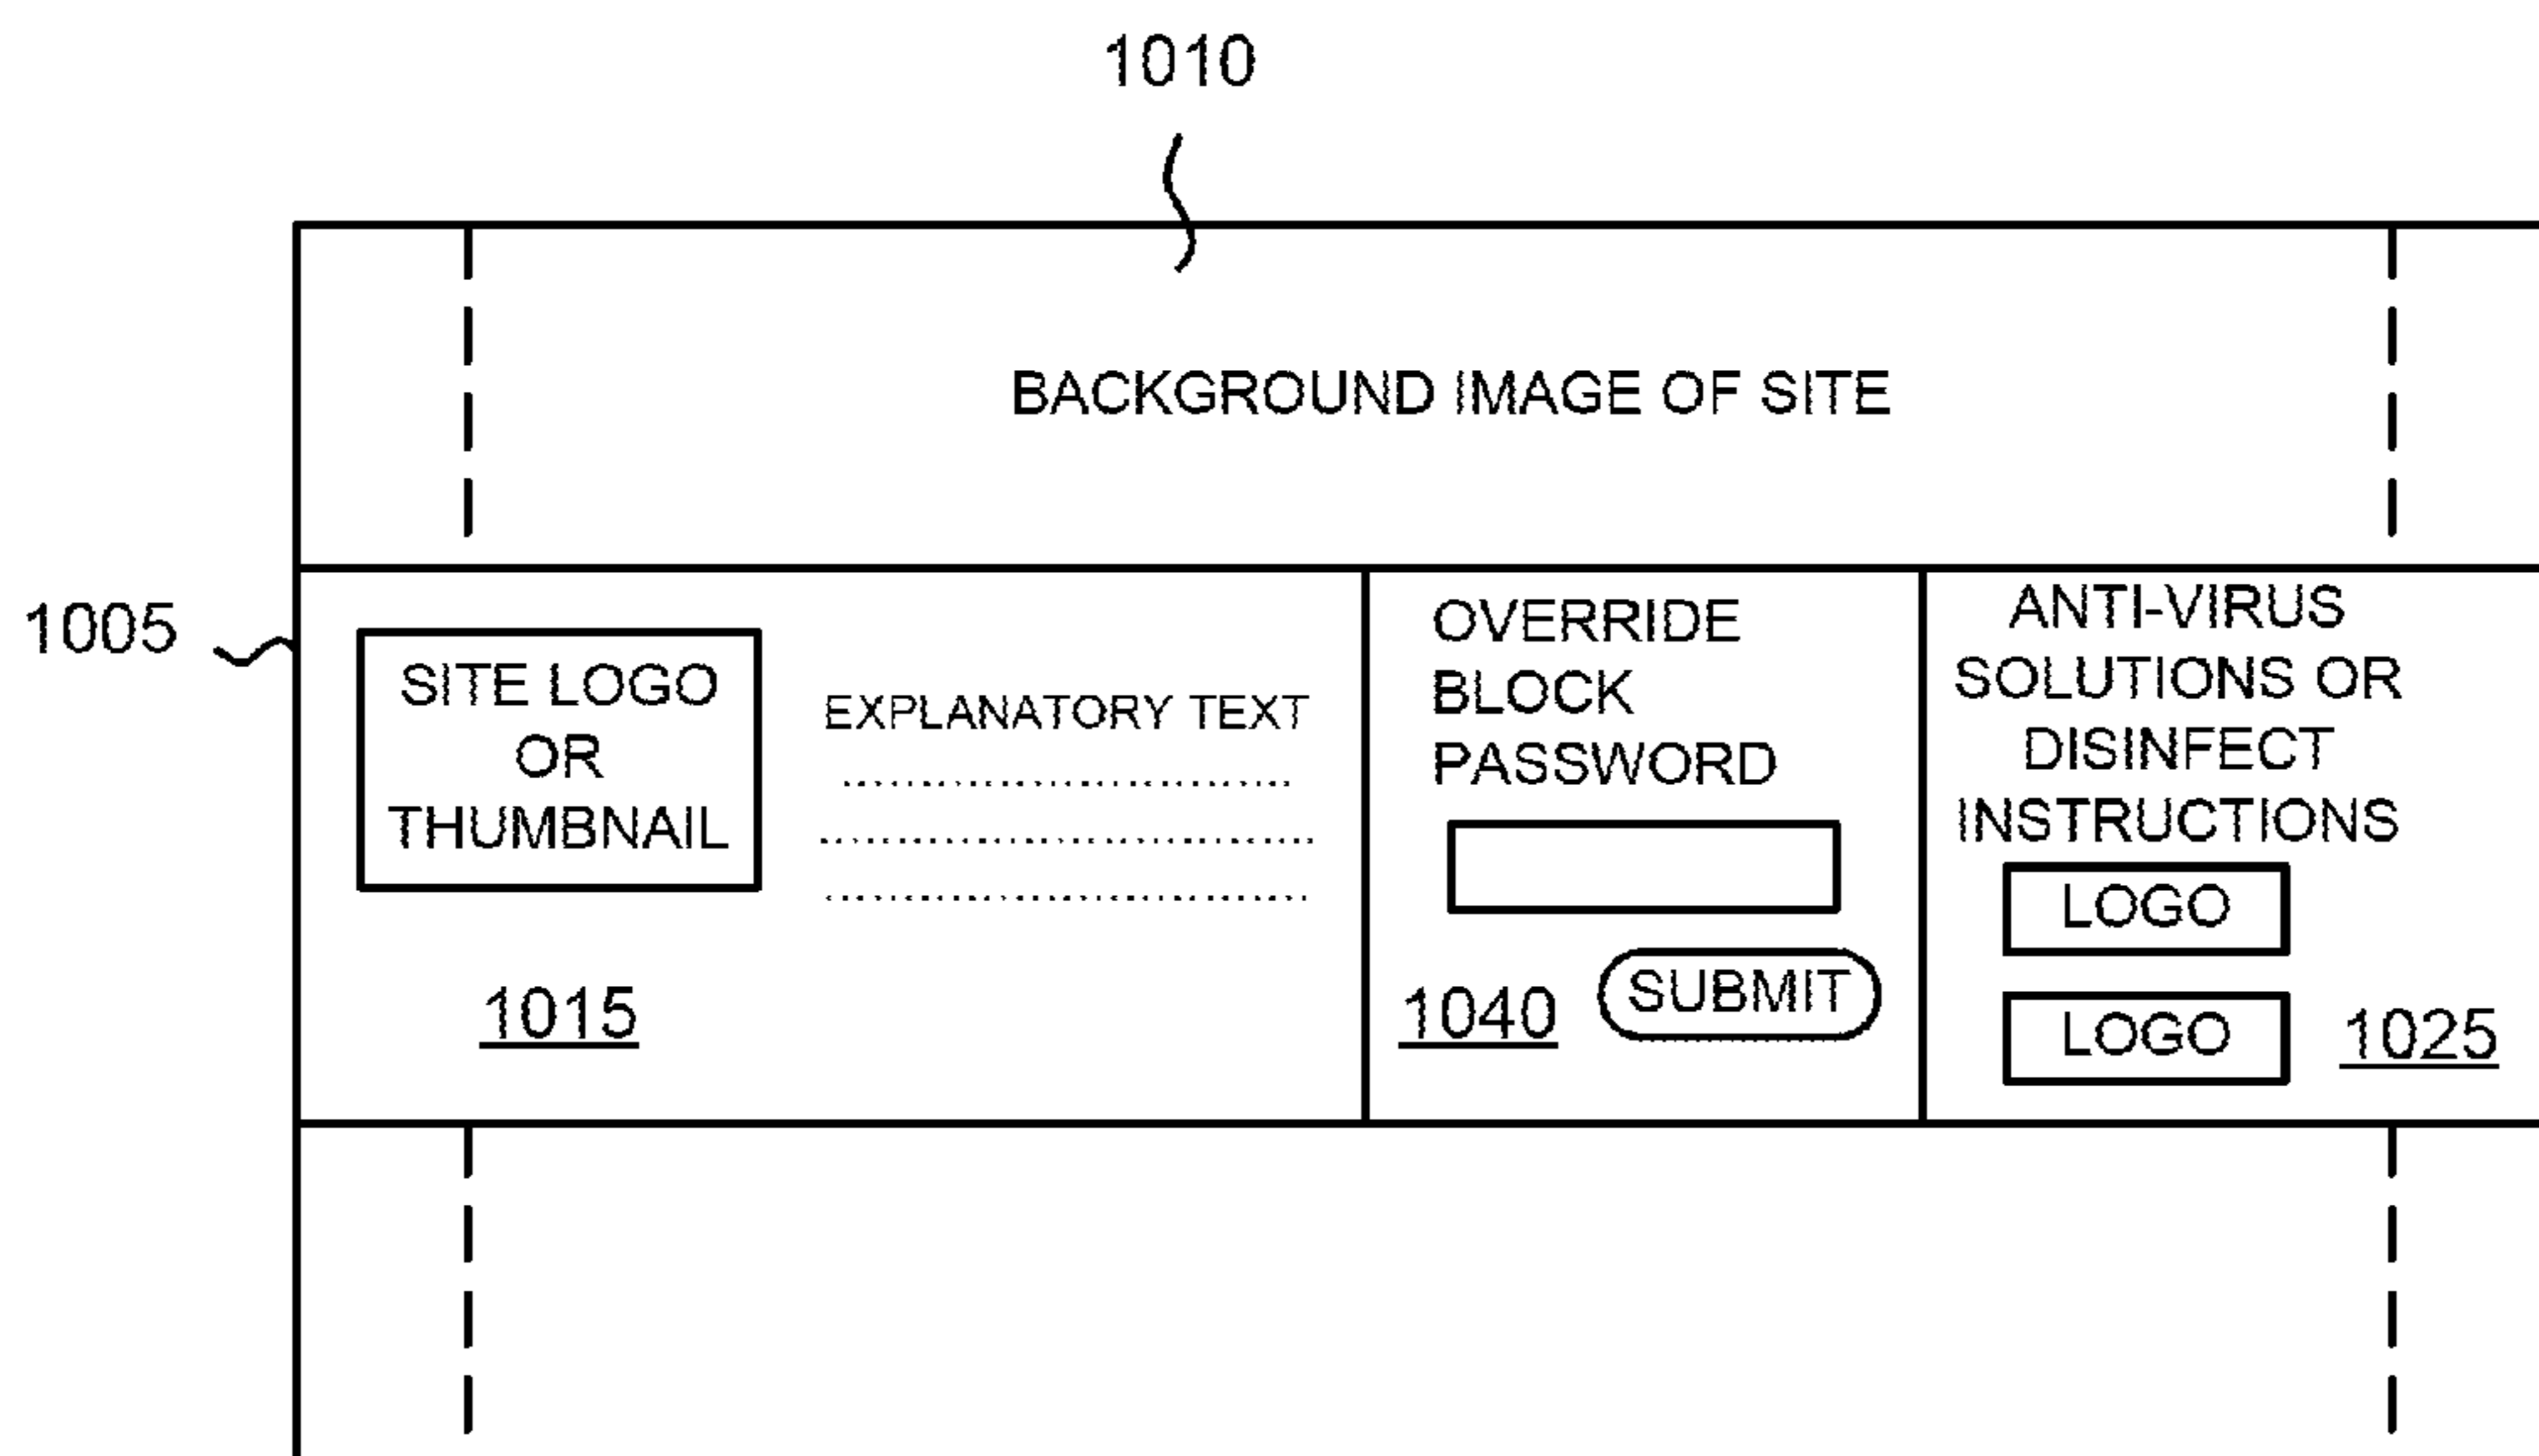 1010
BACKGROUND IMAGE OF SITE
1005
SITE LOGO
OR
THUMBNAIL
EXPLANATORY TEXT
1015
OVERRIDE
BLOCK
PASSWORD
SUBMIT
1040
ANTI-VIRUS
SOLUTIONS OR
DISINFECT
INSTRUCTIONS
LOGO
LOGO
1025